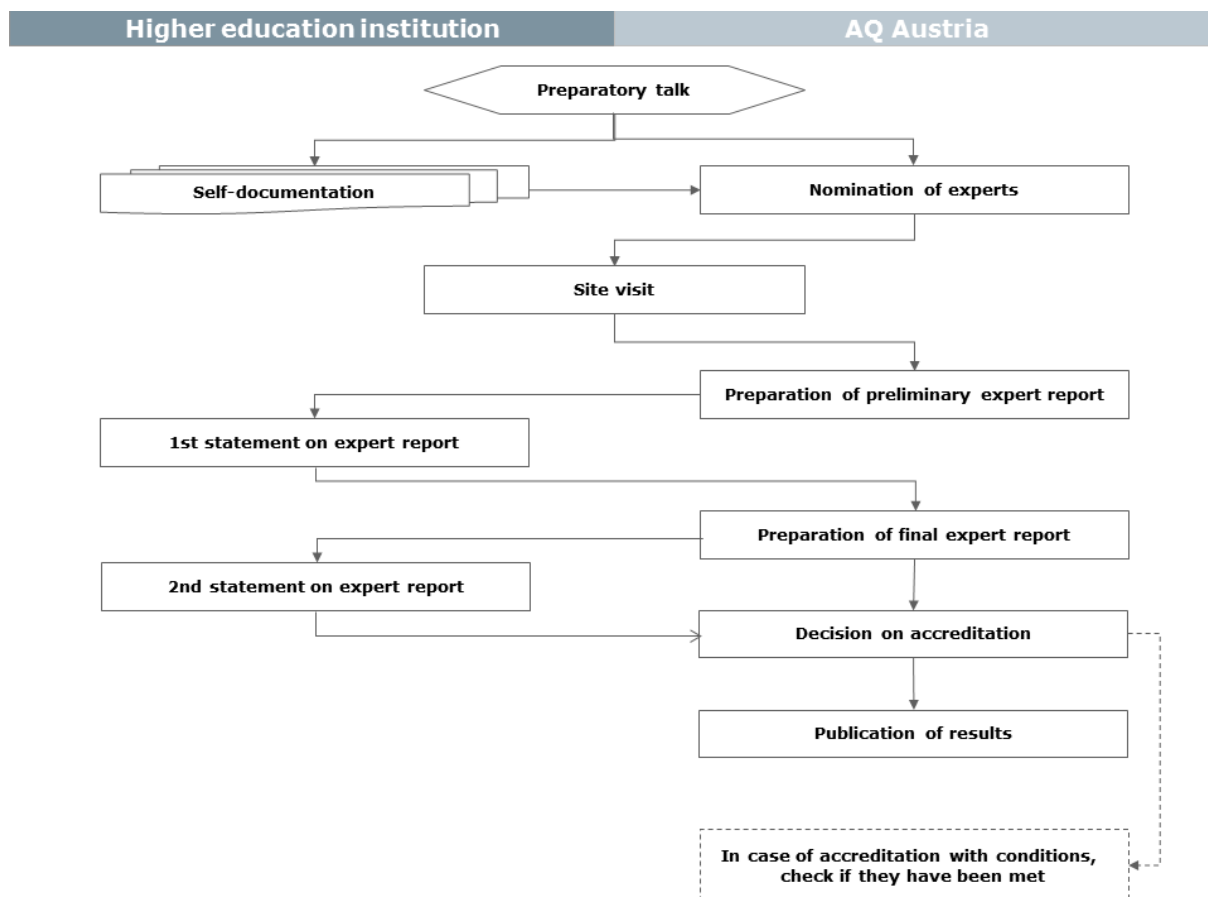 Higher education institution
AQ Austria
Preparatory talk
Self-documentation
Nomination of experts
Site visit
Preparation of preliminary expert report
1st statement on expert report
Preparation of final expert report
2nd statement on expert report
Decision on accreditation
Publication of results
In case of accreditation with conditions,
check if they have been met